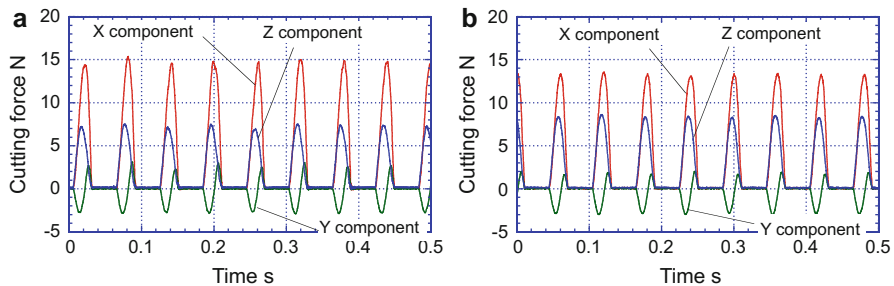 a
Cutting force N
20
15
10
5
0
-5
X component
Z component
Y component
0 0.1 0.2 0.3 0.4 0.5
Time s
b
Cutting force N
20
15
10
5
0
-5
X component
Z component
Y component
0 0.1 0.2 0.3 0.4 0.5
Time s